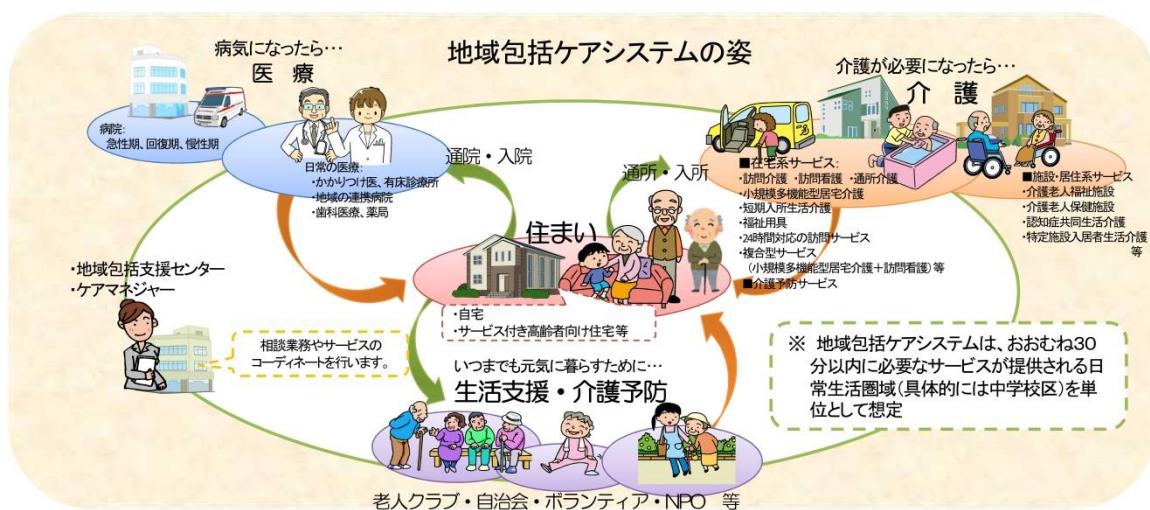 地域包括ケアシステムの姿
病気になったら…
医 療
病院:
急性期、回復期、慢性期
日常の医療:
・かかりつけ医、有床診療所
・地域の連携病院
・歯科医療、薬局
通院・入院
通所・入所
介護が必要になったら…
介 護
■在宅系サービス:
・訪問介護 ・訪問看護 ・通所介護
・小規模多機能型居宅介護
・短期入所生活介護
・福祉用具
・24時間対応の訪問サービス
・複合型サービス
(小規模多機能型居宅介護+訪問看護)等
■介護予防サービス
■施設・居住系サービス
・介護老人福祉施設
・介護老人保健施設
・認知症共同生活介護
・特定施設入居者生活介護
等
住まい
・自宅
・サービス付き高齢者向け住宅等
・地域包括支援センター
・ケアマネジャー
相談業務やサービスの
コーディネートを行います。
いつまでも元気に暮らすために…
生活支援・介護予防
老人クラブ・自治会・ボランティア・NPO 等
※ 地域包括ケアシステムは、おおむね30
分以内に必要なサービスが提供される日
常生活圏域(具体的には中学校区)を単
位として想定